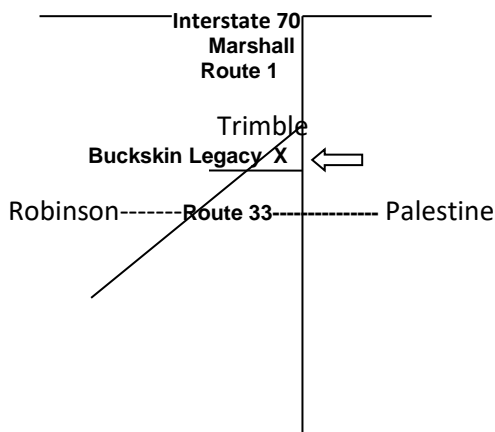 Interstate 70
Marshall
Route 1
Trimble
Buckskin Legacy X
Robinson------Route 33------------- Palestine